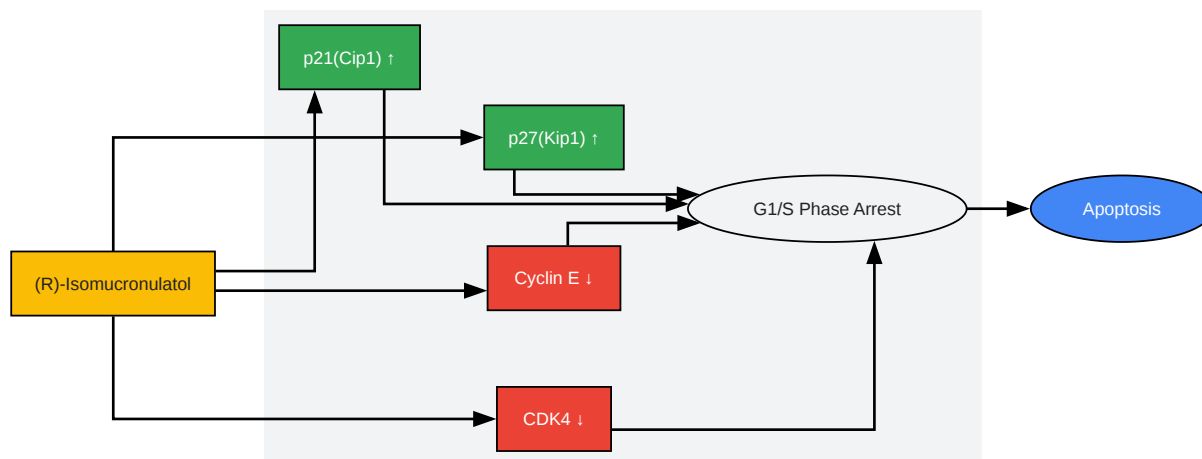 p21(Cip1) ↑
p27(Kip1) ↑
G1/S Phase Arrest
Apoptosis
(R)-Isomucronulatol
Cyclin E ↓
CDK4 ↓